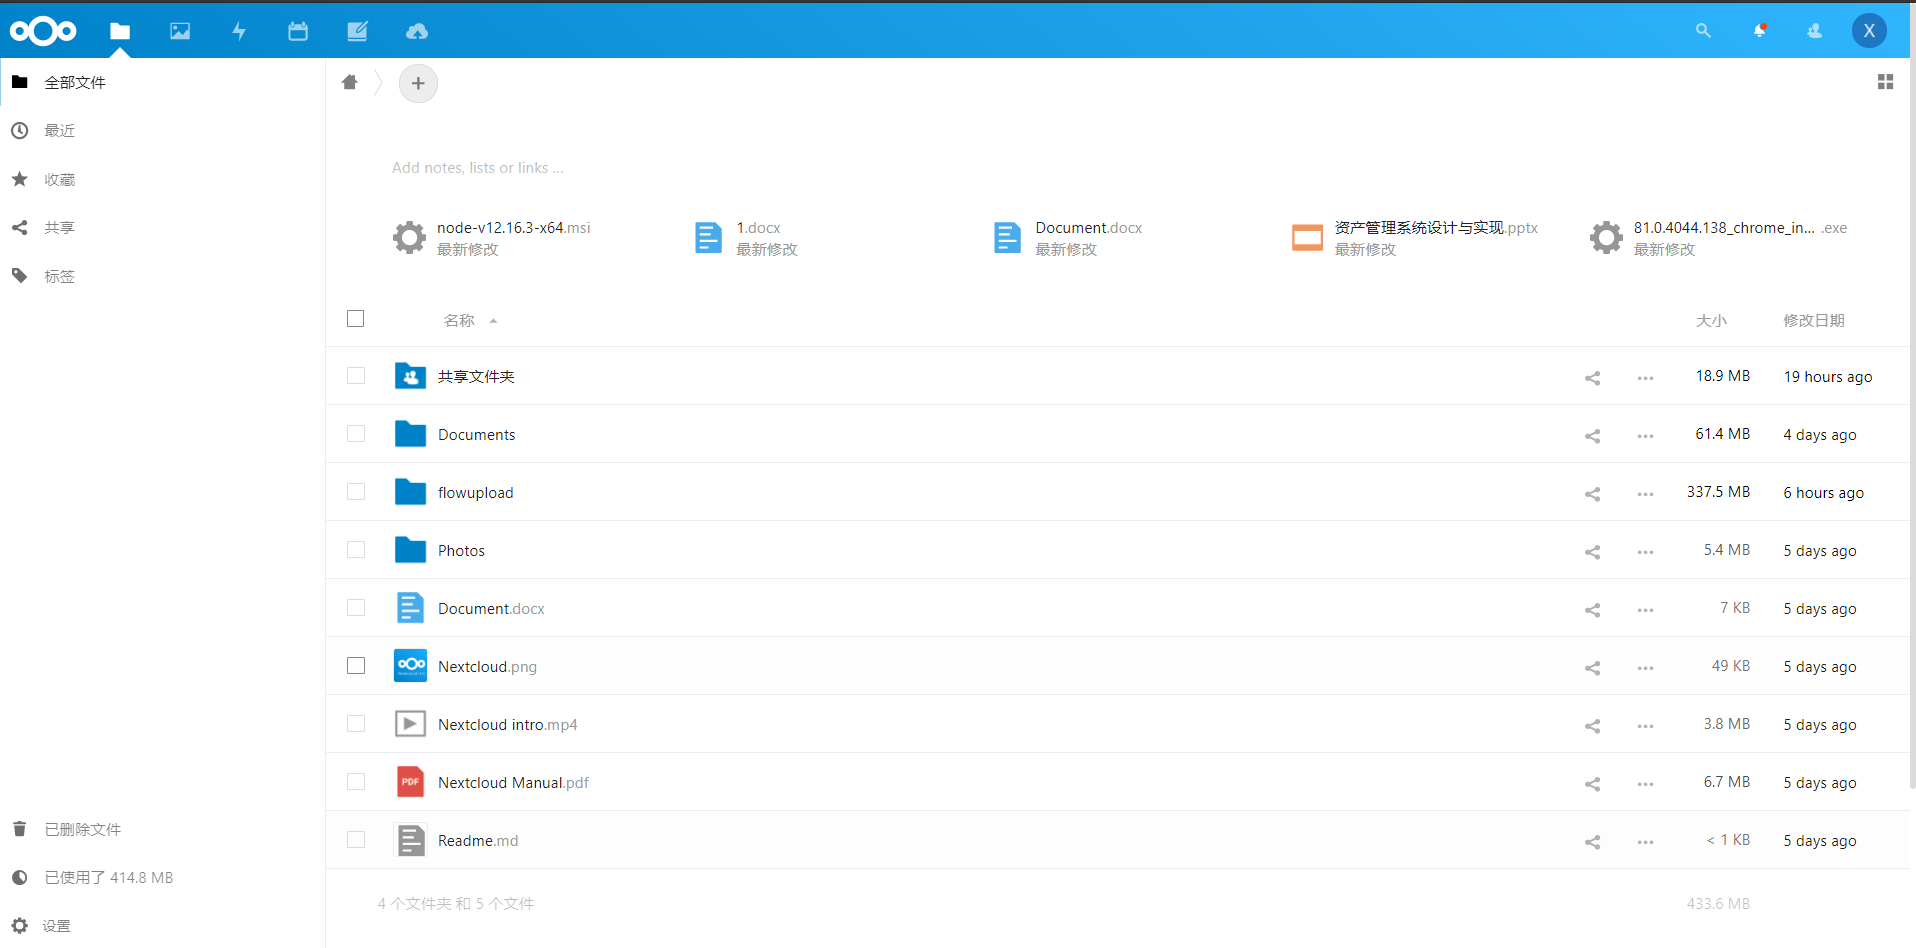 X
全部文件
最近
收藏
共享
标签
已删除文件
已使用了 414.8 MB
设置
+
Add notes, lists or links ...
node-v12.16.3-x64.msi
最新修改
1.docx
最新修改
Document.docx
最新修改
资产管理系统设计与实现.pptx
最新修改
81.0.4044.138_chrome_in... .exe
最新修改
名称 大小 修改日期
共享文件夹 18.9 MB 19 hours ago
Documents 61.4 MB 4 days ago
flowupload 337.5 MB 6 hours ago
Photos 5.4 MB 5 days ago
Document.docx 7 KB 5 days ago
Nextcloud.png 49 KB 5 days ago
Nextcloud intro.mp4 3.8 MB 5 days ago
PDF Nextcloud Manual.pdf 6.7 MB 5 days ago
Readme.md < 1 KB 5 days ago
4 个文件夹 和 5 个文件 433.6 MB